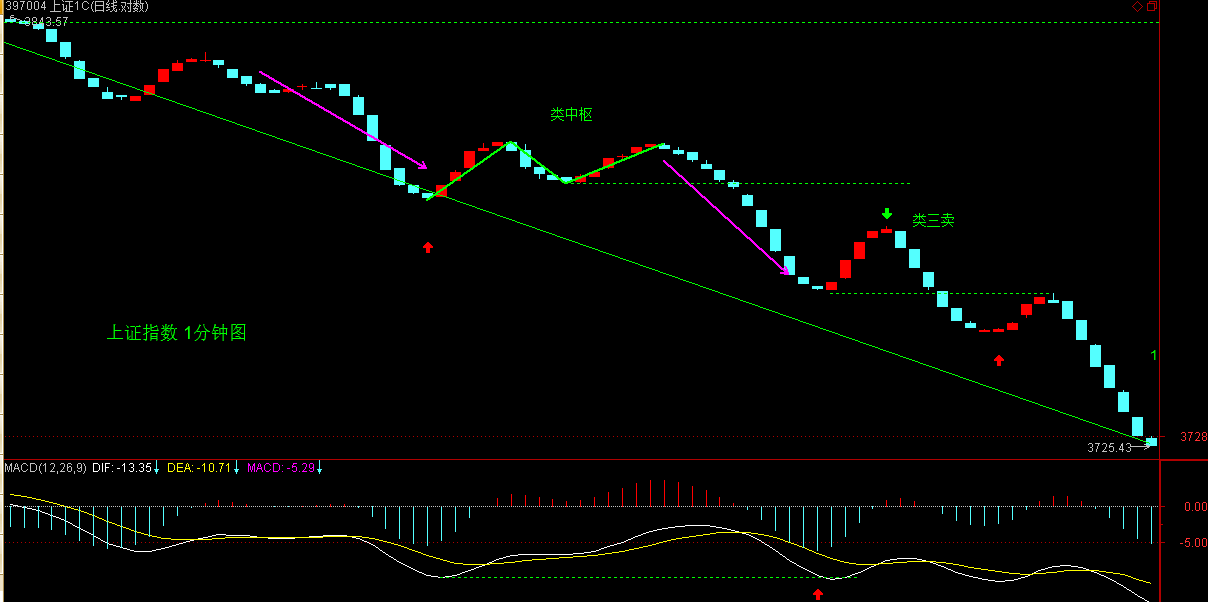 397004 上证1C(日线.对数)
3843.57
类中枢
类三卖
上证指数 1分钟图
1
3728
3725.43
MACD(12,26,9) DIF: -13.35↓ DEA: -10.71↓ MACD: -5.29↓
0.00
-5.00